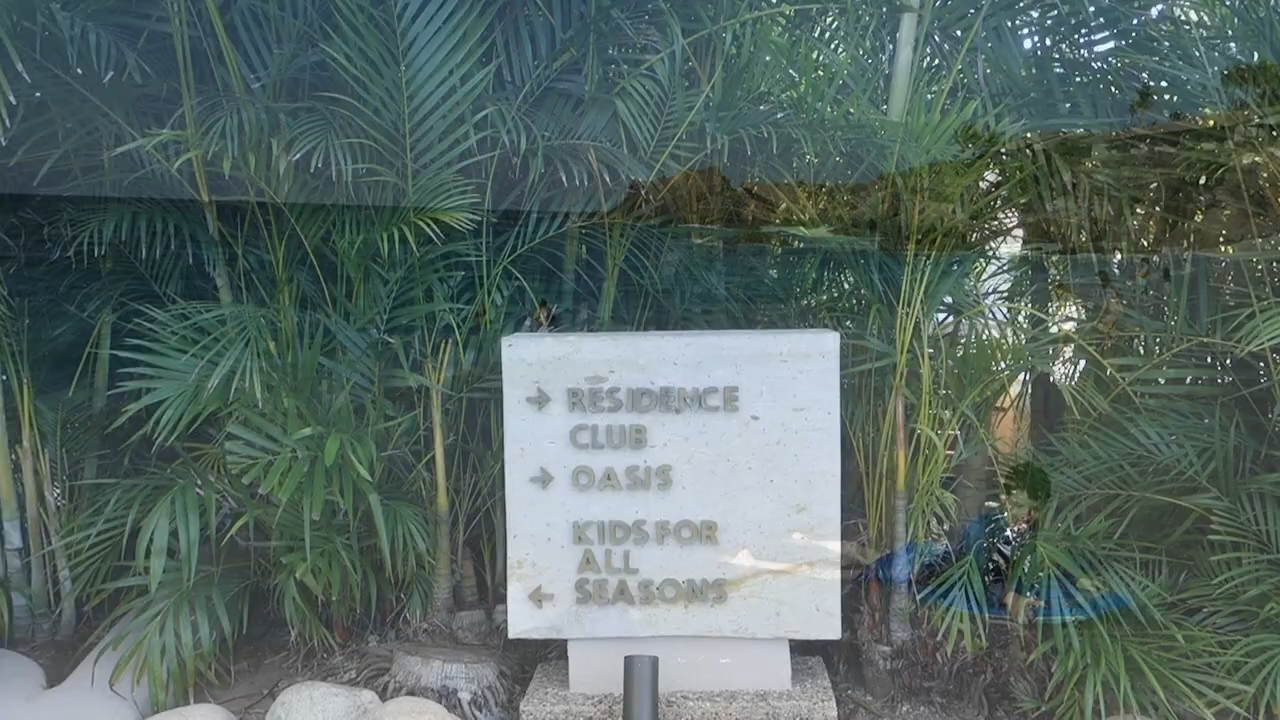 → RESIDENCE
CLUB
→ OASIS
KIDS FOR
ALL
← SEASONS